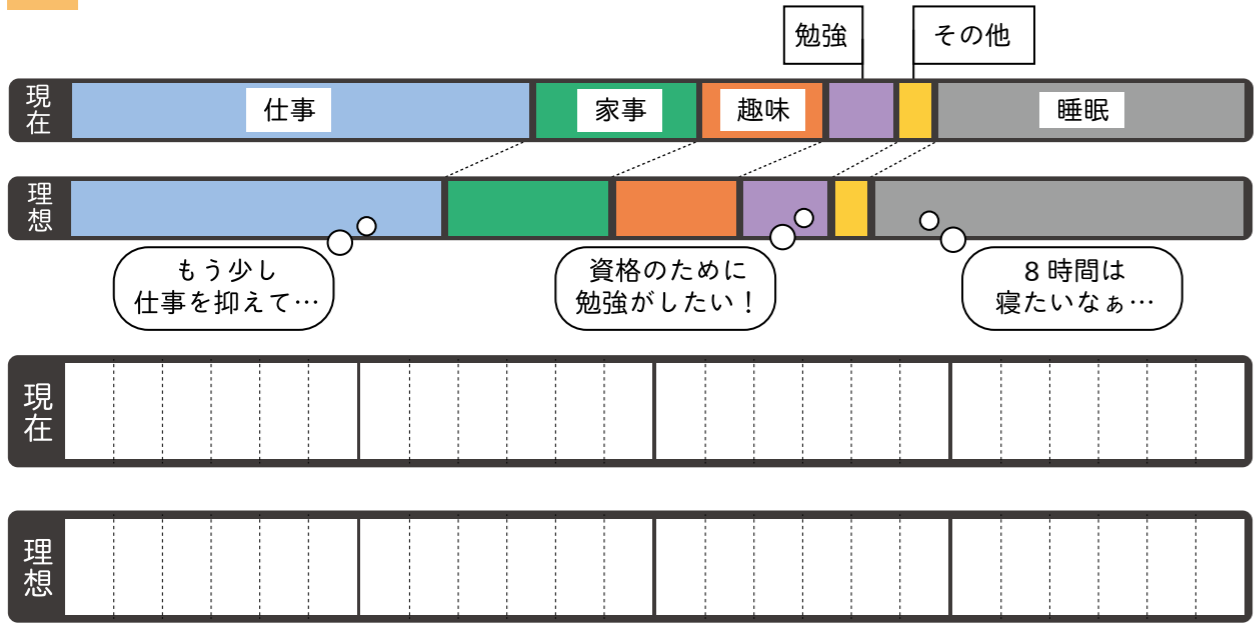 勉強
その他
現在
仕事
家事
趣味
睡眠
理想
もう少し
仕事を抑えて…
資格のために
勉強がしたい！
8時間は
寝たいなぁ…
現在
理想